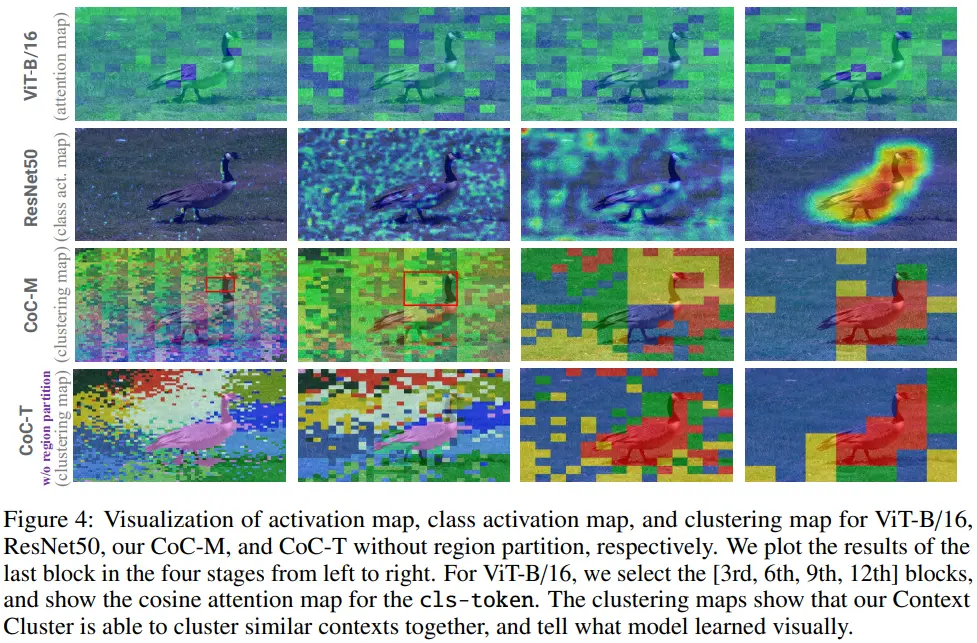 ViT-B/16
(attention map)
ResNet50
(class act. map)
CoC-M
(clustering map)
CoC-T
w/o region partition
(clustering map)
Figure 4: Visualization of activation map, class activation map, and clustering map for ViT-B/16,
ResNet50, our CoC-M, and CoC-T without region partition, respectively. We plot the results of the
last block in the four stages from left to right. For ViT-B/16, we select the [3rd, 6th, 9th, 12th] blocks,
and show the cosine attention map for the cls-token. The clustering maps show that our Context
Cluster is able to cluster similar contexts together, and tell what model learned visually.